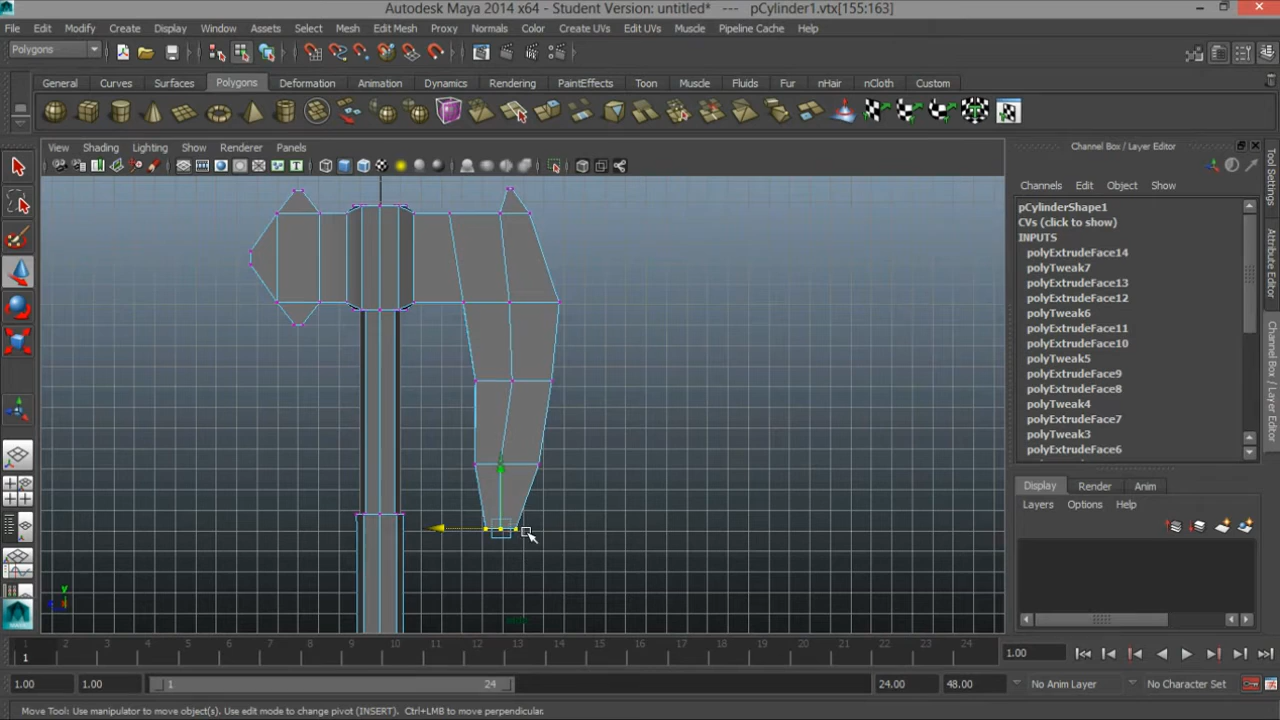 Autodesk Maya 2014 x64 - Student Version: untitled* --- pCylinder1.vtx[155:163]
File Edit Modify Create Display Window Assets Select Mesh Edit Mesh Proxy Normals Color Create UVs Edit UVs Muscle Pipeline Cache Help
Polygons
General Curves Surfaces Polygons Deformation Animation Dynamics Rendering PaintEffects Toon Muscle Fluids Fur nHair nCloth Custom
View Shading Lighting Show Renderer Panels
Channel Box / Layer Editor
Channels Edit Object Show
pCylinderShape1
CVs (click to show)
INPUTS
polyExtrudeFace14
polyTweak7
polyExtrudeFace13
polyExtrudeFace12
polyTweak6
polyExtrudeFace11
polyExtrudeFace10
polyTweak5
polyExtrudeFace9
polyExtrudeFace8
polyTweak4
polyExtrudeFace7
polyTweak3
polyExtrudeFace6
Tool Settings
Attribute Editor
Channel Box / Layer Editor
Display Render Anim
Layers Options Help
y
1 2 3 4 5 6 7 8 9 10 11 12 13 14 15 16 17 18 19 20 21 22 23 24
1
1.00
1.00 1.00 1 24 24.00 48.00 No Anim Layer No Character Set
Move Tool: Use manipulator to move object(s). Use edit mode to change pivot (INSERT). Ctrl+LMB to move perpendicular.